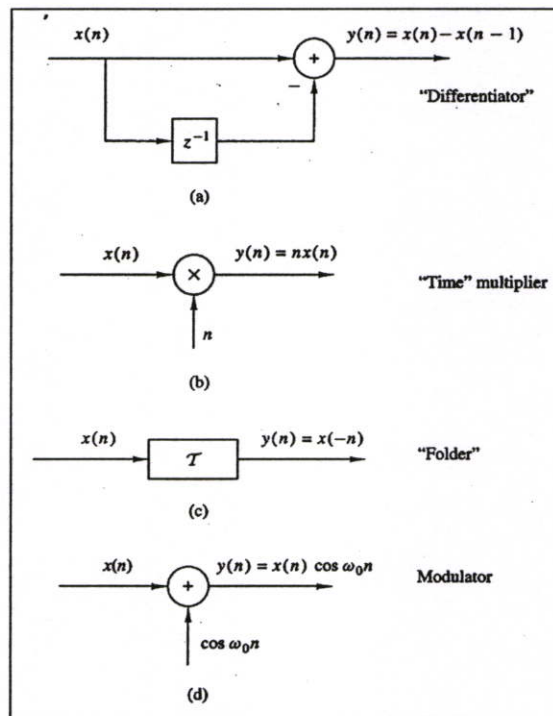 x(n) y(n) = x(n) − x(n − 1)
+
−
"Differentiator"
z⁻¹
(a)
x(n) y(n) = nx(n)
×
"Time" multiplier
n
(b)
x(n) y(n) = x(−n)
𝒯
"Folder"
(c)
x(n) y(n) = x(n) cos ω₀n
+
Modulator
cos ω₀n
(d)